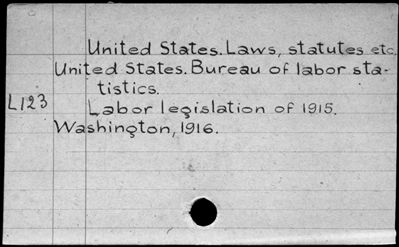 United States. Laws, statutes etc.
United States. Bureau of labor sta-
tistics.
L123
Labor legislation of 1915.
Washington, 1916.